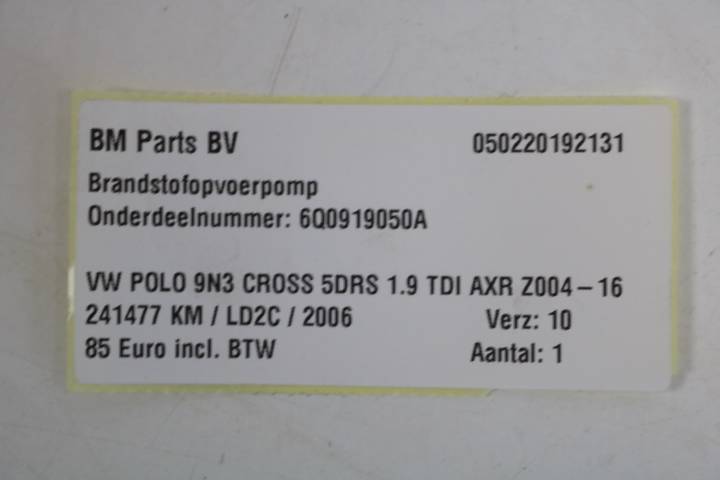 BM Parts BV 050220192131
Brandstofopvoerpomp
Onderdeelnummer: 6Q0919050A
VW POLO 9N3 CROSS 5DRS 1.9 TDI AXR Z004-16
241477 KM / LD2C / 2006 Verz: 10
85 Euro incl. BTW Aantal: 1